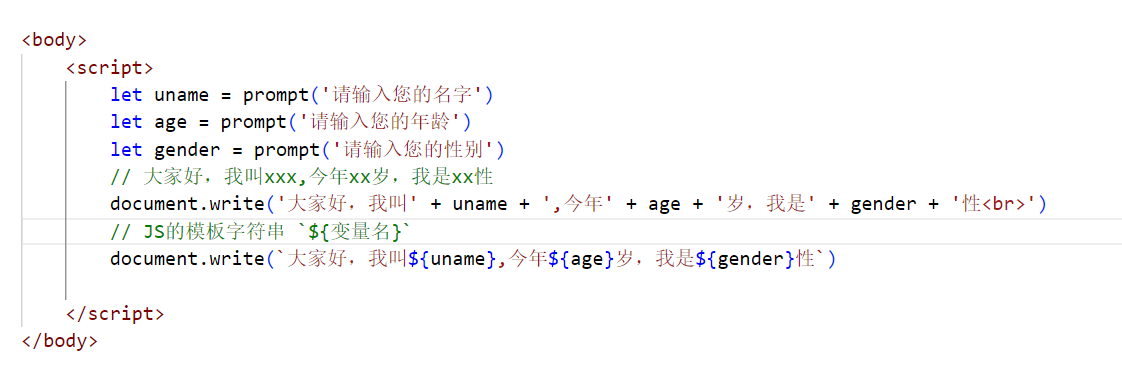 <body>
<script>
let uname = prompt('请输入您的名字')
let age = prompt('请输入您的年龄')
let gender = prompt('请输入您的性别')
// 大家好，我叫xxx,今年xx岁，我是xx性
document.write('大家好，我叫' + uname + ',今年' + age + '岁，我是' + gender + '性<br>')
// JS的模板字符串 `${变量名}`
document.write(`大家好，我叫${uname},今年${age}岁，我是${gender}性`)
</script>
</body>